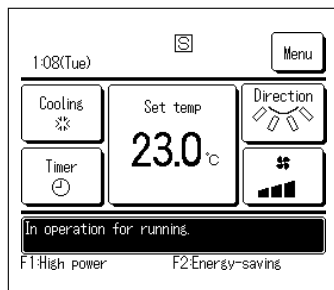 S
1:08(Tue)
Menu
Cooling
Set temp
Direction
23.0°C
Timer
In operation for running.
F1:High power F2:Energy-saving